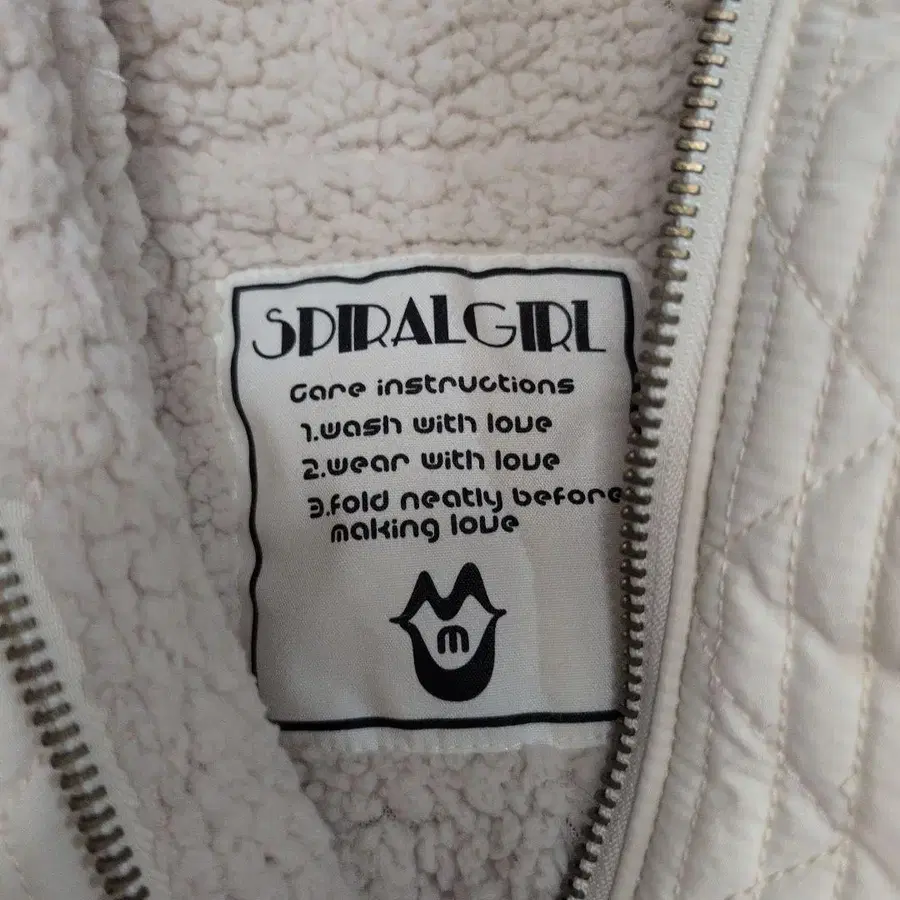 SPIRALGIRL
Care instructions
1.wash with love
2.wear with love
3.fold neatly before
making love
m